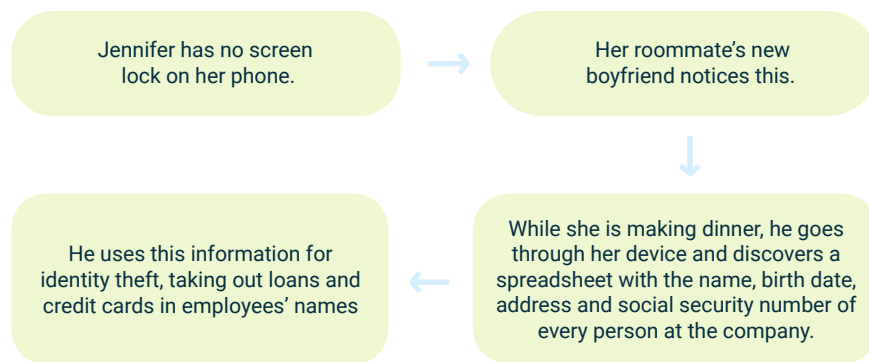 Jennifer has no screen
lock on her phone.
Her roommate’s new
boyfriend notices this.
While she is making dinner, he goes
through her device and discovers a
spreadsheet with the name, birth date,
address and social security number of
every person at the company.
He uses this information for
identity theft, taking out loans and
credit cards in employees’ names